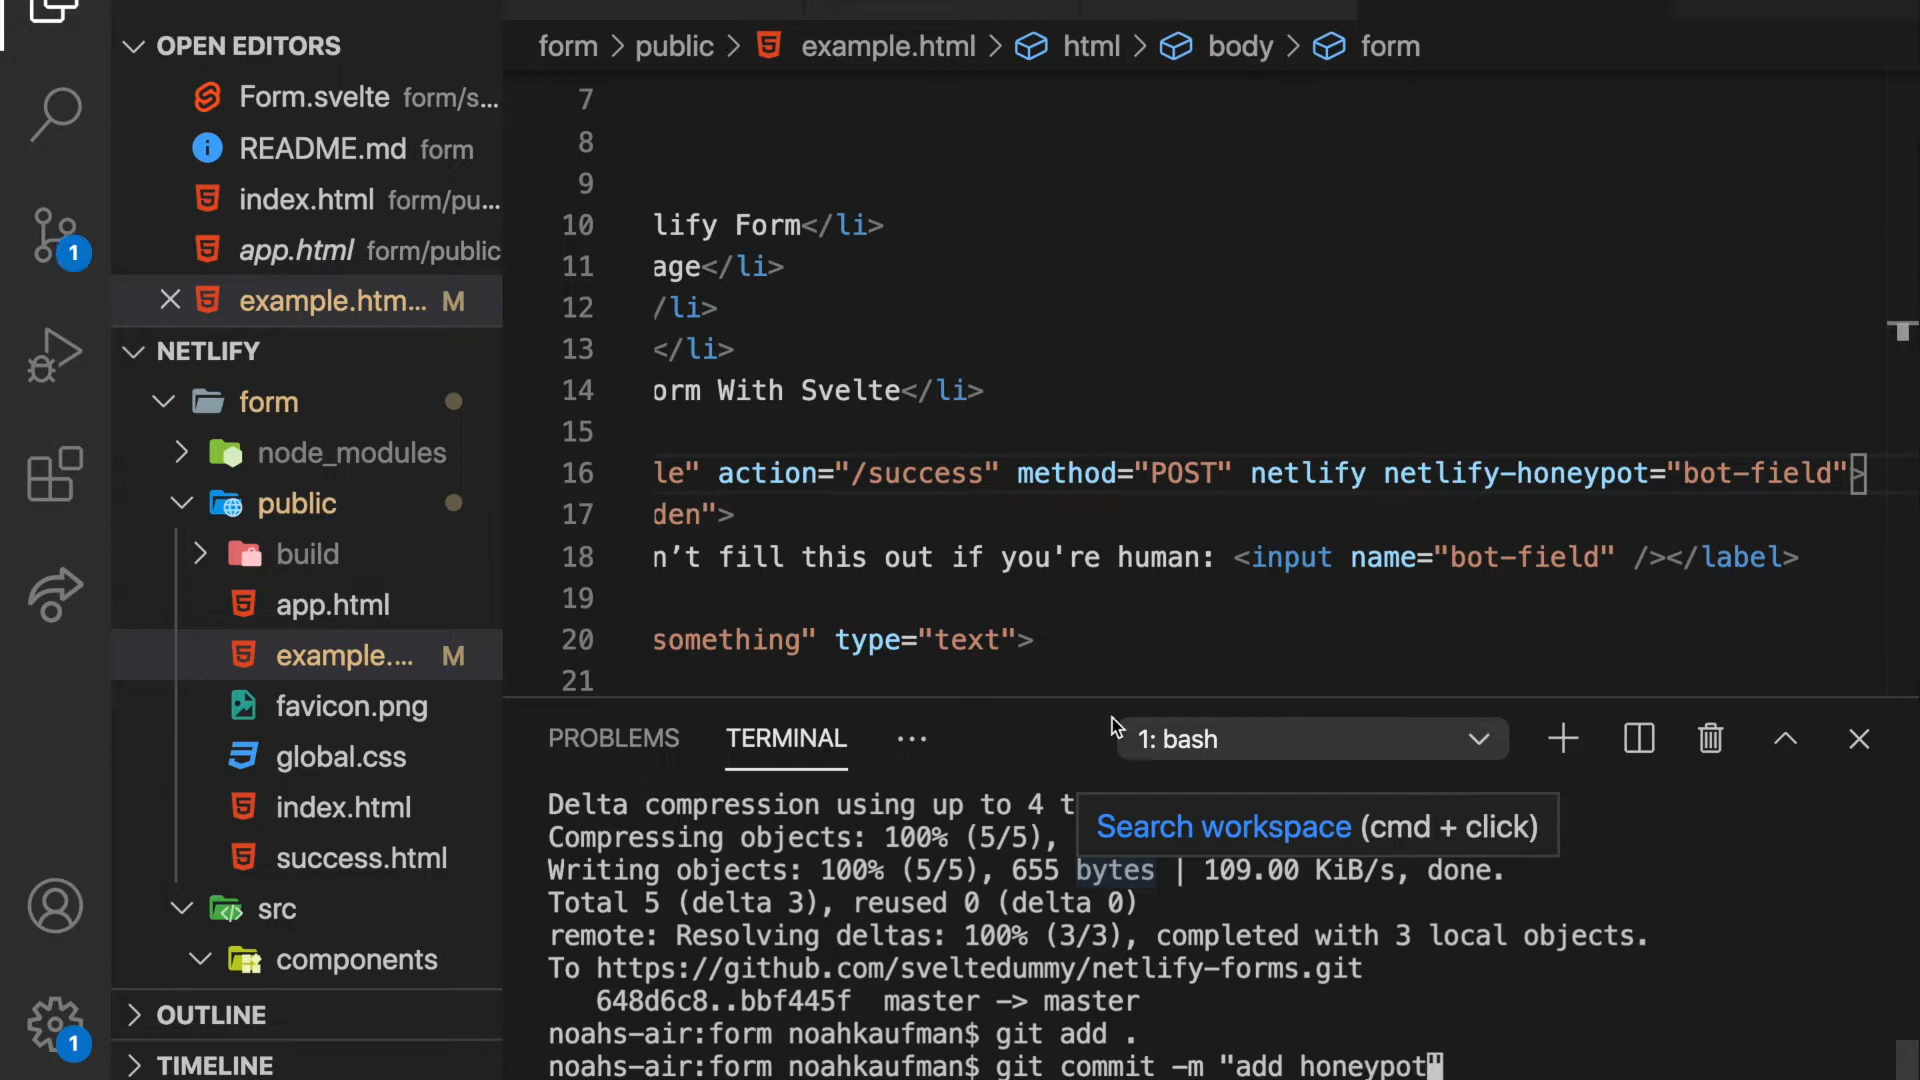 OPEN EDITORS
Form.svelte form/s...
README.md form
index.html form/pu...
app.html form/public
example.htm... M
NETLIFY
form
node_modules
public
build
app.html
example.... M
favicon.png
global.css
index.html
success.html
src
components
OUTLINE
TIMELINE
1
1
form > public > example.html > html > body > form
7
8
9
10 lify Form</li>
11 age</li>
12 /li>
13 </li>
14 orm With Svelte</li>
15
16 le" action="/success" method="POST" netlify netlify-honeypot="bot-field">
17 den">
18 n’t fill this out if you're human: <input name="bot-field" /></label>
19
20 something" type="text">
21
PROBLEMS TERMINAL ... 1: bash
Search workspace (cmd + click)
Delta compression using up to 4 t
Compressing objects: 100% (5/5),
Writing objects: 100% (5/5), 655 bytes | 109.00 KiB/s, done.
Total 5 (delta 3), reused 0 (delta 0)
remote: Resolving deltas: 100% (3/3), completed with 3 local objects.
To https://github.com/sveltedummy/netlify-forms.git
648d6c8..bbf445f master -> master
noahs-air:form noahkaufman$ git add .
noahs-air:form noahkaufman$ git commit -m "add honeypot"